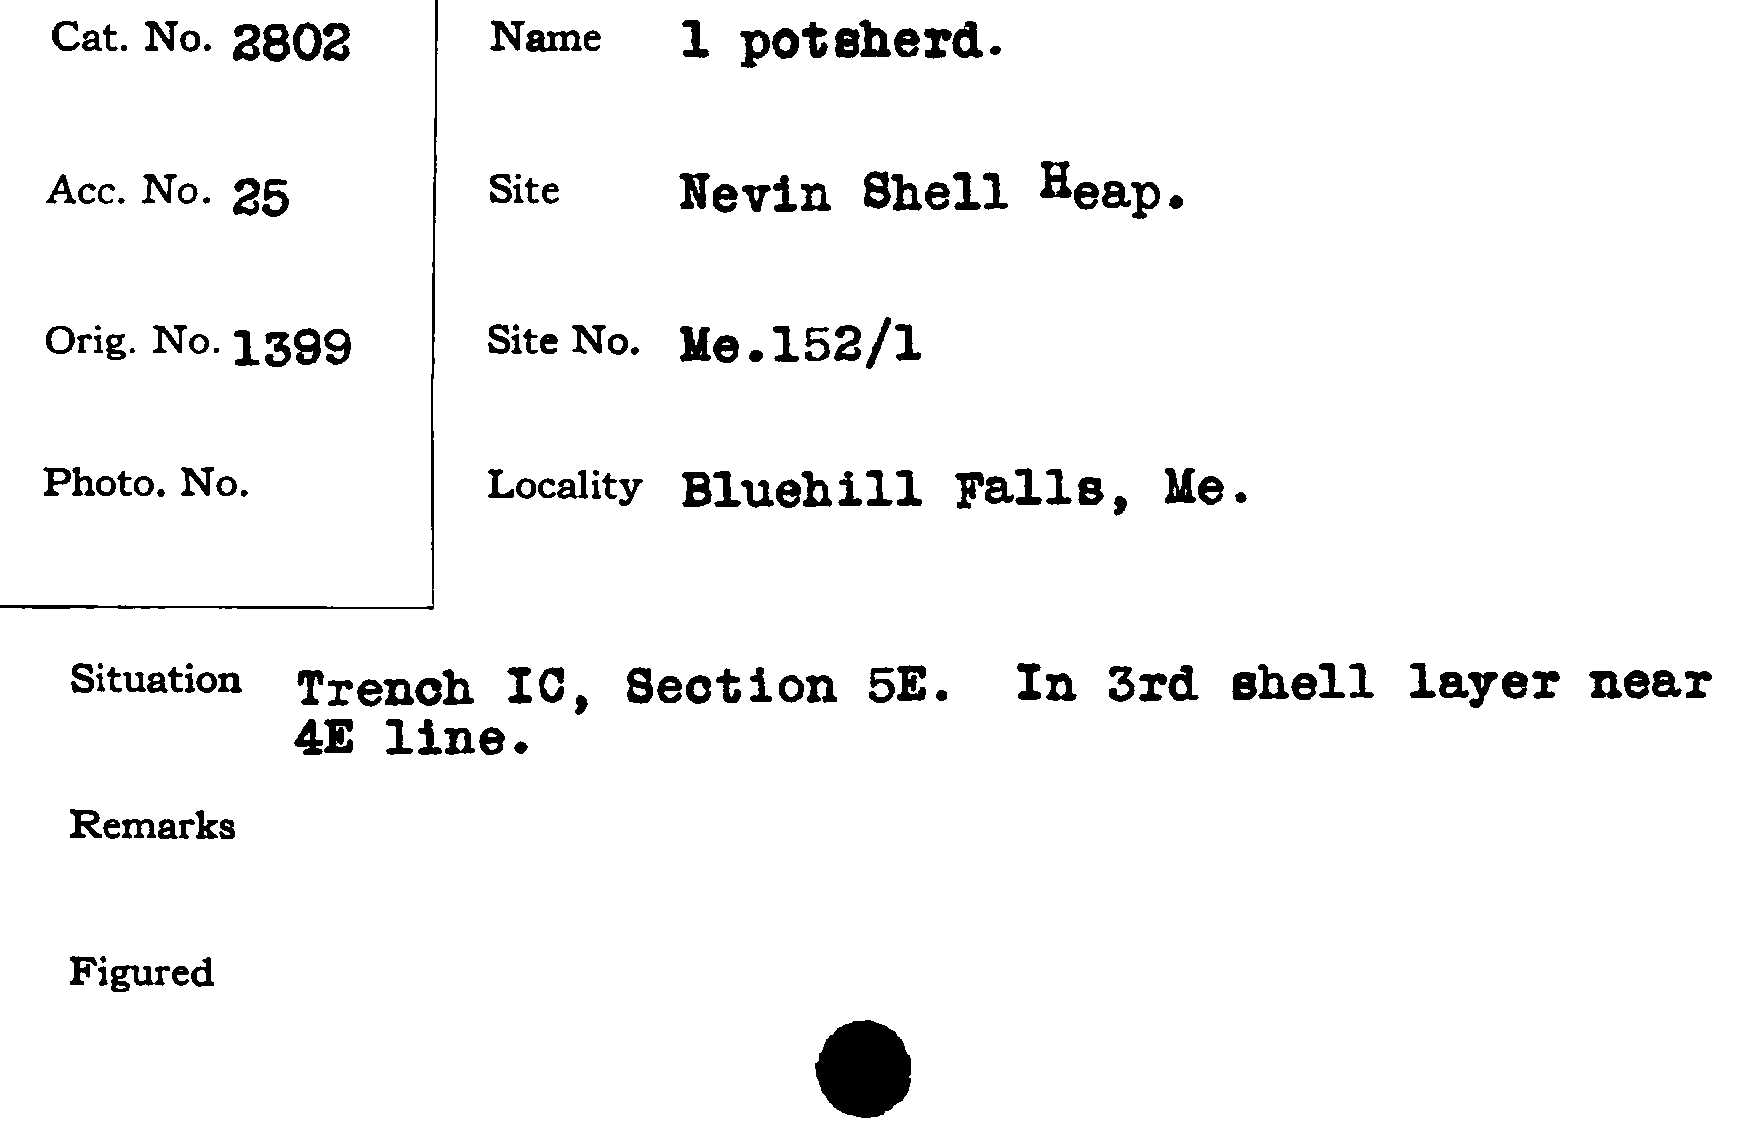 Cat. No. 2802
Name 1 potsherd.
Acc. No. 25
Site Nevin Shell Heap.
Orig. No. 1399
Site No. Me.152/1
Photo. No.
Locality Bluehill Falls, Me.
Situation Trench IC, Section 5E. In 3rd shell layer near
4E line.
Remarks
Figured